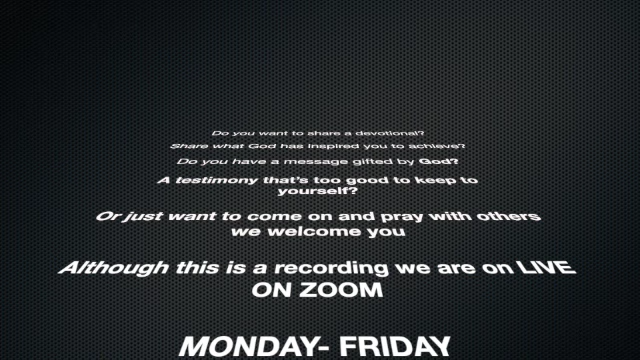 Do you want to share a devotional?
Share what God has inspired you to achieve?
Do you have a message gifted by God?
A testimony that's too good to keep to
yourself?
Or just want to come on and pray with others
we welcome you
Although this is a recording we are on LIVE
ON ZOOM
MONDAY- FRIDAY